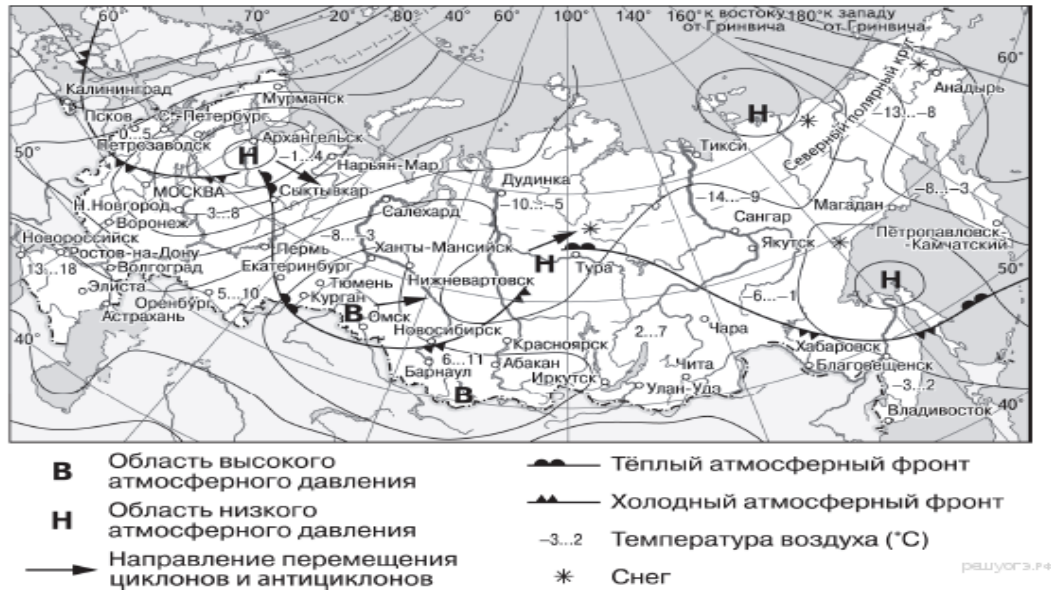 60°
70°
20°
80°
40°
60°
80°
100°
120°
140°
160°
к востоку
от Гринвича
180°
к западу
от Гринвича
60°
Калининград
Мурманск
Анадырь
Псков
С.-Петербург
Северный полярный круг
0...5
Петрозаводск
Архангельск
Н
Н
–13...–8
50°
–1...4
Нарьян-Мар
Тикси
МОСКВА
Сыктывкар
Дудинка
–8...–3
Н.Новгород
–3...8
Салехард
–10...–5
–14...–9
Магадан
Воронеж
Сангар
Петропавловск-
-Камчатский
Новороссийск
–8...3
Ханты-Мансийск
Якутск
Ростов-на-Дону
Пермь
Н
Тура
13...18
Волгоград
Екатеринбург
Нижневартовск
Н
50°
Элиста
Тюмень
Оренбург
5...10
Курган
–6...–1
Астрахань
В
Омск
Новосибирск
2...7
Чара
40°
Красноярск
Хабаровск
6...11
Абакан
Чита
Благовещенск
Барнаул
Иркутск
Улан-Удэ
–3...2
В
Владивосток
40°
В
Область высокого
атмосферного давления
Н
Область низкого
атмосферного давления
Направление перемещения
циклонов и антициклонов
Тёплый атмосферный фронт
Холодный атмосферный фронт
–3...2
Температура воздуха (°С)
Снег
решуогэ.рф